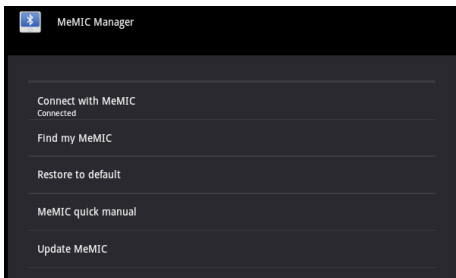 MeMIC Manager
Connect with MeMIC
Connected
Find my MeMIC
Restore to default
MeMIC quick manual
Update MeMIC